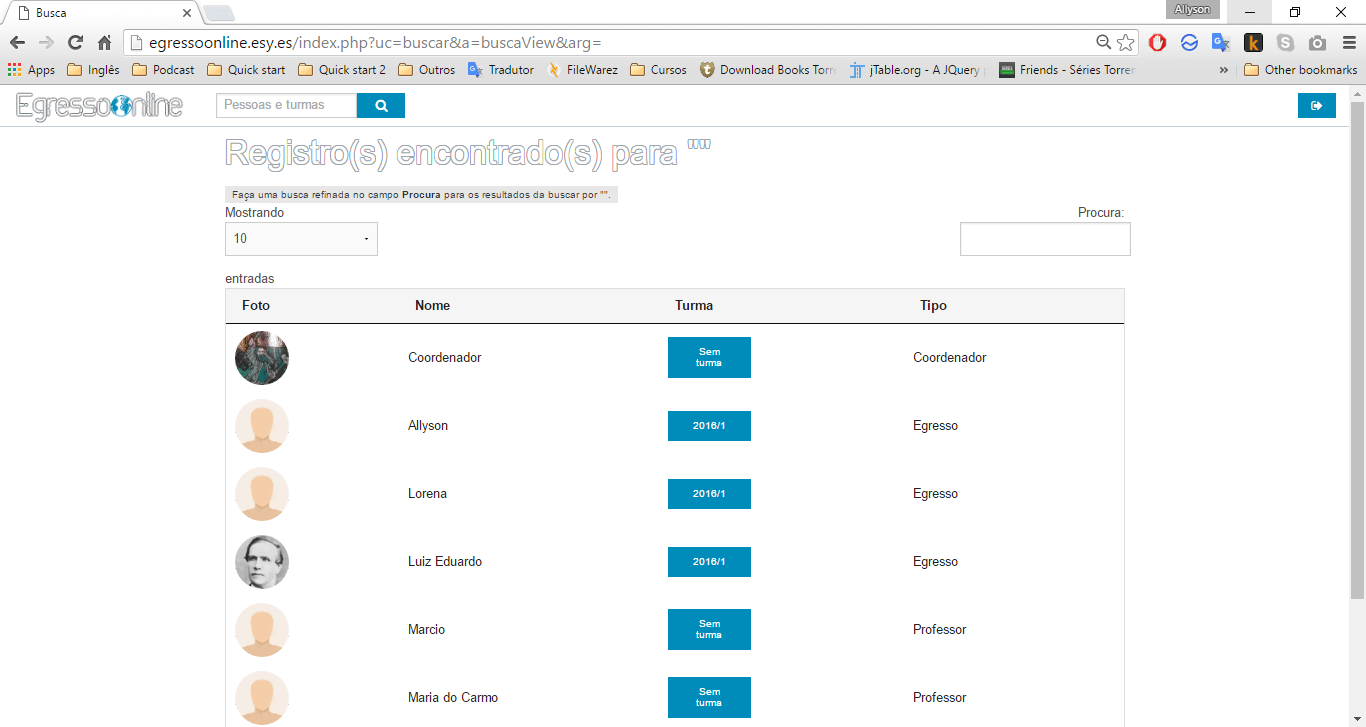 Busca
Allyson
egressoonline.esy.es/index.php?uc=buscar&a=buscaView&arg=
Apps Inglês Podcast Quick start Quick start 2 Outros Tradutor FileWarez Cursos Download Books Torre jTable.org - A JQuery Friends - Séries Torren » Other bookmarks
EgressoOnline Pessoas e turmas
Registro(s) encontrado(s) para ""
Faça uma busca refinada no campo Procura para os resultados da buscar por "".
Mostrando Procura:
10
entradas
Foto Nome Turma Tipo
Coordenador Sem turma Coordenador
Allyson 2016/1 Egresso
Lorena 2016/1 Egresso
Luiz Eduardo 2016/1 Egresso
Marcio Sem turma Professor
Maria do Carmo Sem turma Professor